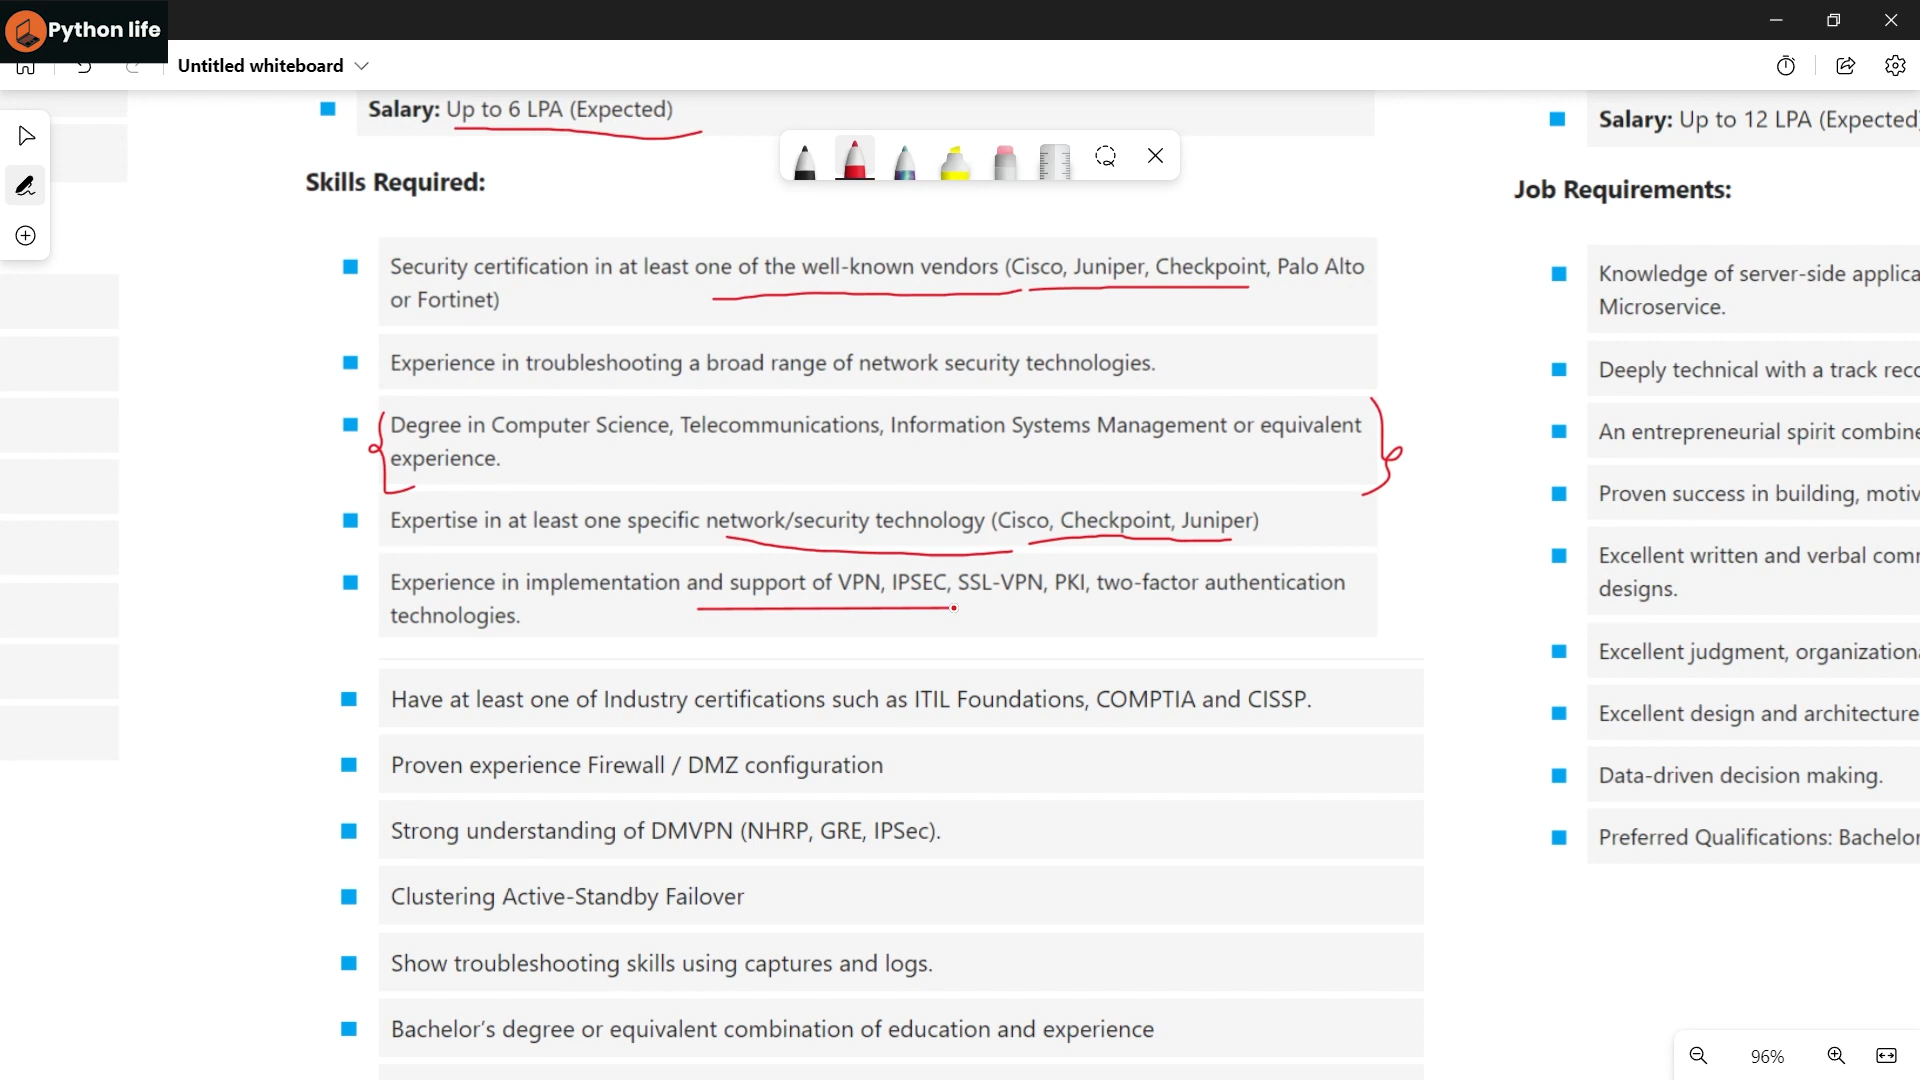 Python life
Untitled whiteboard
Salary: Up to 6 LPA (Expected)
Skills Required:
Security certification in at least one of the well-known vendors (Cisco, Juniper, Checkpoint, Palo Alto
or Fortinet)
Experience in troubleshooting a broad range of network security technologies.
Degree in Computer Science, Telecommunications, Information Systems Management or equivalent
experience.
Expertise in at least one specific network/security technology (Cisco, Checkpoint, Juniper)
Experience in implementation and support of VPN, IPSEC, SSL-VPN, PKI, two-factor authentication
technologies.
Have at least one of Industry certifications such as ITIL Foundations, COMPTIA and CISSP.
Proven experience Firewall / DMZ configuration
Strong understanding of DMVPN (NHRP, GRE, IPSec).
Clustering Active-Standby Failover
Show troubleshooting skills using captures and logs.
Bachelor's degree or equivalent combination of education and experience
Salary: Up to 12 LPA (Expected)
Job Requirements:
Knowledge of server-side
Microservice.
Deeply technical with a track
An entrepreneurial spirit
Proven success in building,
Excellent written and verbal
designs.
Excellent judgment,
Excellent design and architecture
Data-driven decision making.
Preferred Qualifications:
96%